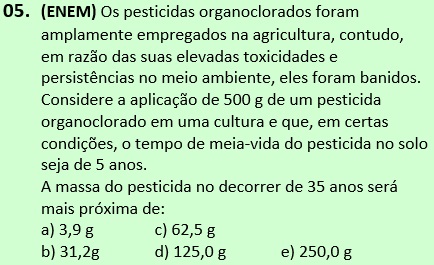 05. (ENEM) Os pesticidas organoclorados foram
amplamente empregados na agricultura, contudo,
em razão das suas elevadas toxicidades e
persistências no meio ambiente, eles foram banidos.
Considere a aplicação de 500 g de um pesticida
organoclorado em uma cultura e que, em certas
condições, o tempo de meia-vida do pesticida no solo
seja de 5 anos.
A massa do pesticida no decorrer de 35 anos será
mais próxima de:
a) 3,9 g c) 62,5 g
b) 31,2g d) 125,0 g e) 250,0 g